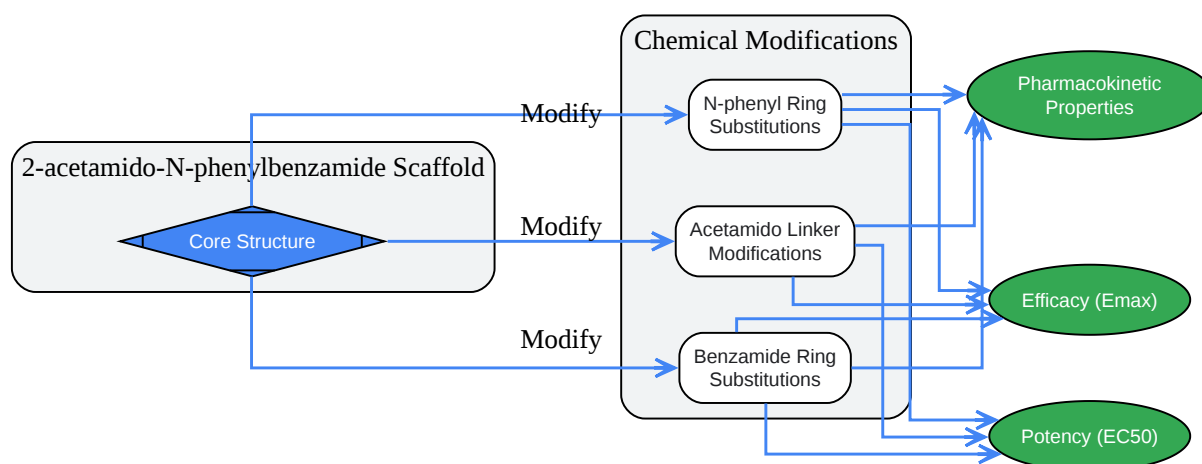 Chemical Modifications
Pharmacokinetic
Properties
N-phenyl Ring
Substitutions
Modify
2-acetamido-N-phenylbenzamide Scaffold
Core Structure
Modify
Acetamido Linker
Modifications
Efficacy (Emax)
Modify
Benzamide Ring
Substitutions
Potency (EC50)